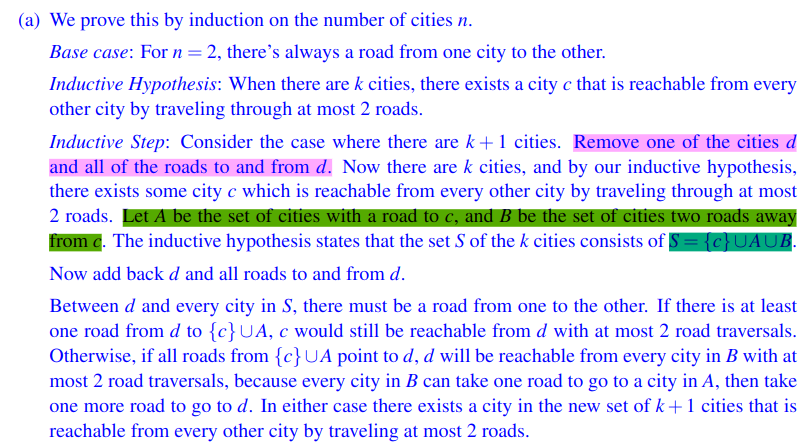 (a) We prove this by induction on the number of cities n.
Base case: For n = 2, there's always a road from one city to the other.
Inductive Hypothesis: When there are k cities, there exists a city c that is reachable from every
other city by traveling through at most 2 roads.
Inductive Step: Consider the case where there are k + 1 cities. Remove one of the cities d
and all of the roads to and from d. Now there are k cities, and by our inductive hypothesis,
there exists some city c which is reachable from every other city by traveling through at most
2 roads. Let A be the set of cities with a road to c, and B be the set of cities two roads away
from c. The inductive hypothesis states that the set S of the k cities consists of S = {c} ∪ A ∪ B.
Now add back d and all roads to and from d.
Between d and every city in S, there must be a road from one to the other. If there is at least
one road from d to {c} ∪ A, c would still be reachable from d with at most 2 road traversals.
Otherwise, if all roads from {c} ∪ A point to d, d will be reachable from every city in B with at
most 2 road traversals, because every city in B can take one road to go to a city in A, then take
one more road to go to d. In either case there exists a city in the new set of k + 1 cities that is
reachable from every other city by traveling at most 2 roads.